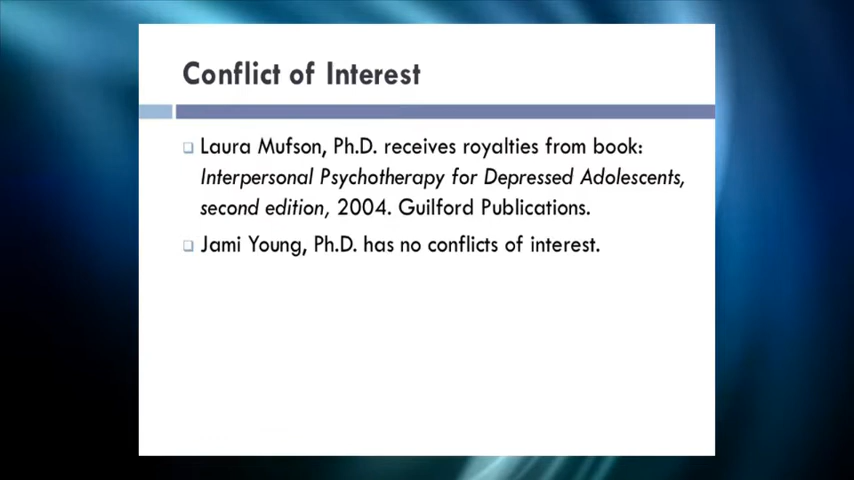 Conflict of Interest
Laura Mufson, Ph.D. receives royalties from book:
Interpersonal Psychotherapy for Depressed Adolescents,
second edition, 2004. Guilford Publications.
Jami Young, Ph.D. has no conflicts of interest.